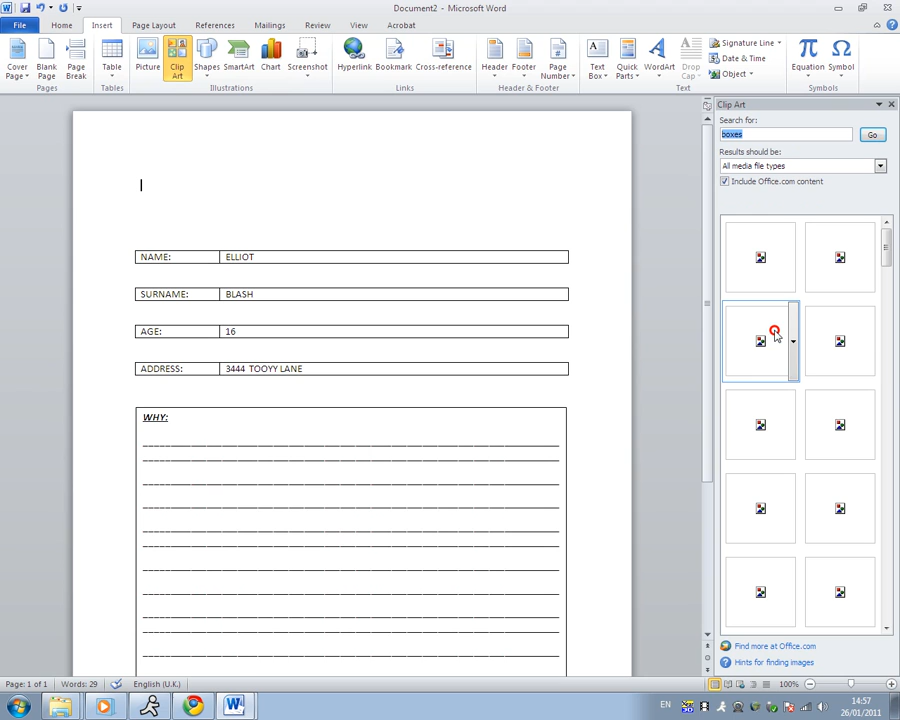 Document2 - Microsoft Word
File Home Insert Page Layout References Mailings Review View Acrobat
Cover Page Blank Page Page Break Table Picture Clip Art Shapes SmartArt Chart Screenshot Hyperlink Bookmark Cross-reference Header Footer Page Number Text Box Quick Parts WordArt Drop Cap Signature Line Date & Time Object Equation Symbol
Pages Tables Illustrations Links Header & Footer Text Symbols
Clip Art
Search for:
boxes Go
Results should be:
All media file types
Include Office.com content
NAME: ELLIOT
SURNAME: BLASH
AGE: 16
ADDRESS: 3444 TOOYY LANE
WHY:
Find more at Office.com
Hints for finding images
Page: 1 of 1 Words: 29 English (U.K.) 100%
EN 14:57
26/01/2011